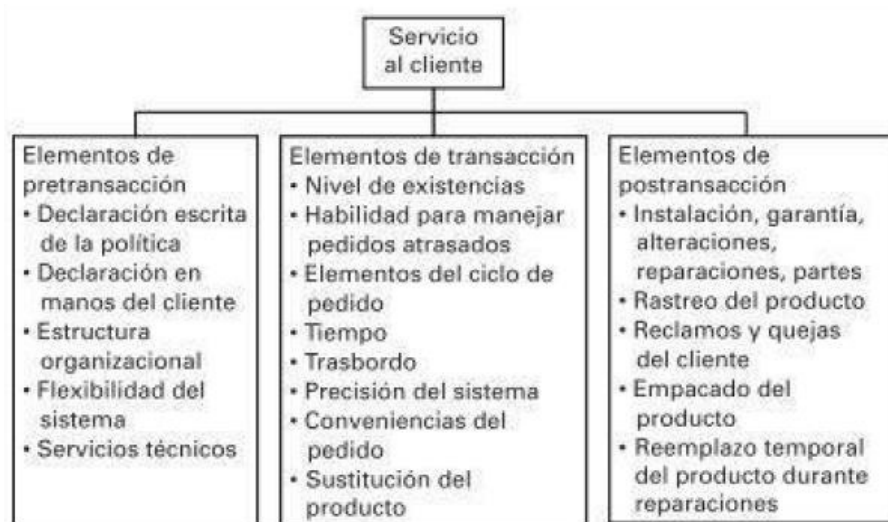 Servicio
al cliente
Elementos de
pretransacción
• Declaración escrita
de la política
• Declaración en
manos del cliente
• Estructura
organizacional
• Flexibilidad del
sistema
• Servicios técnicos
Elementos de transacción
• Nivel de existencias
• Habilidad para manejar
pedidos atrasados
• Elementos del ciclo de
pedido
• Tiempo
• Trasbordo
• Precisión del sistema
• Conveniencias del
pedido
• Sustitución del
producto
Elementos de
postransacción
• Instalación, garantía,
alteraciones,
reparaciones, partes
• Rastreo del producto
• Reclamos y quejas
del cliente
• Empacado del
producto
• Reemplazo temporal
del producto durante
reparaciones